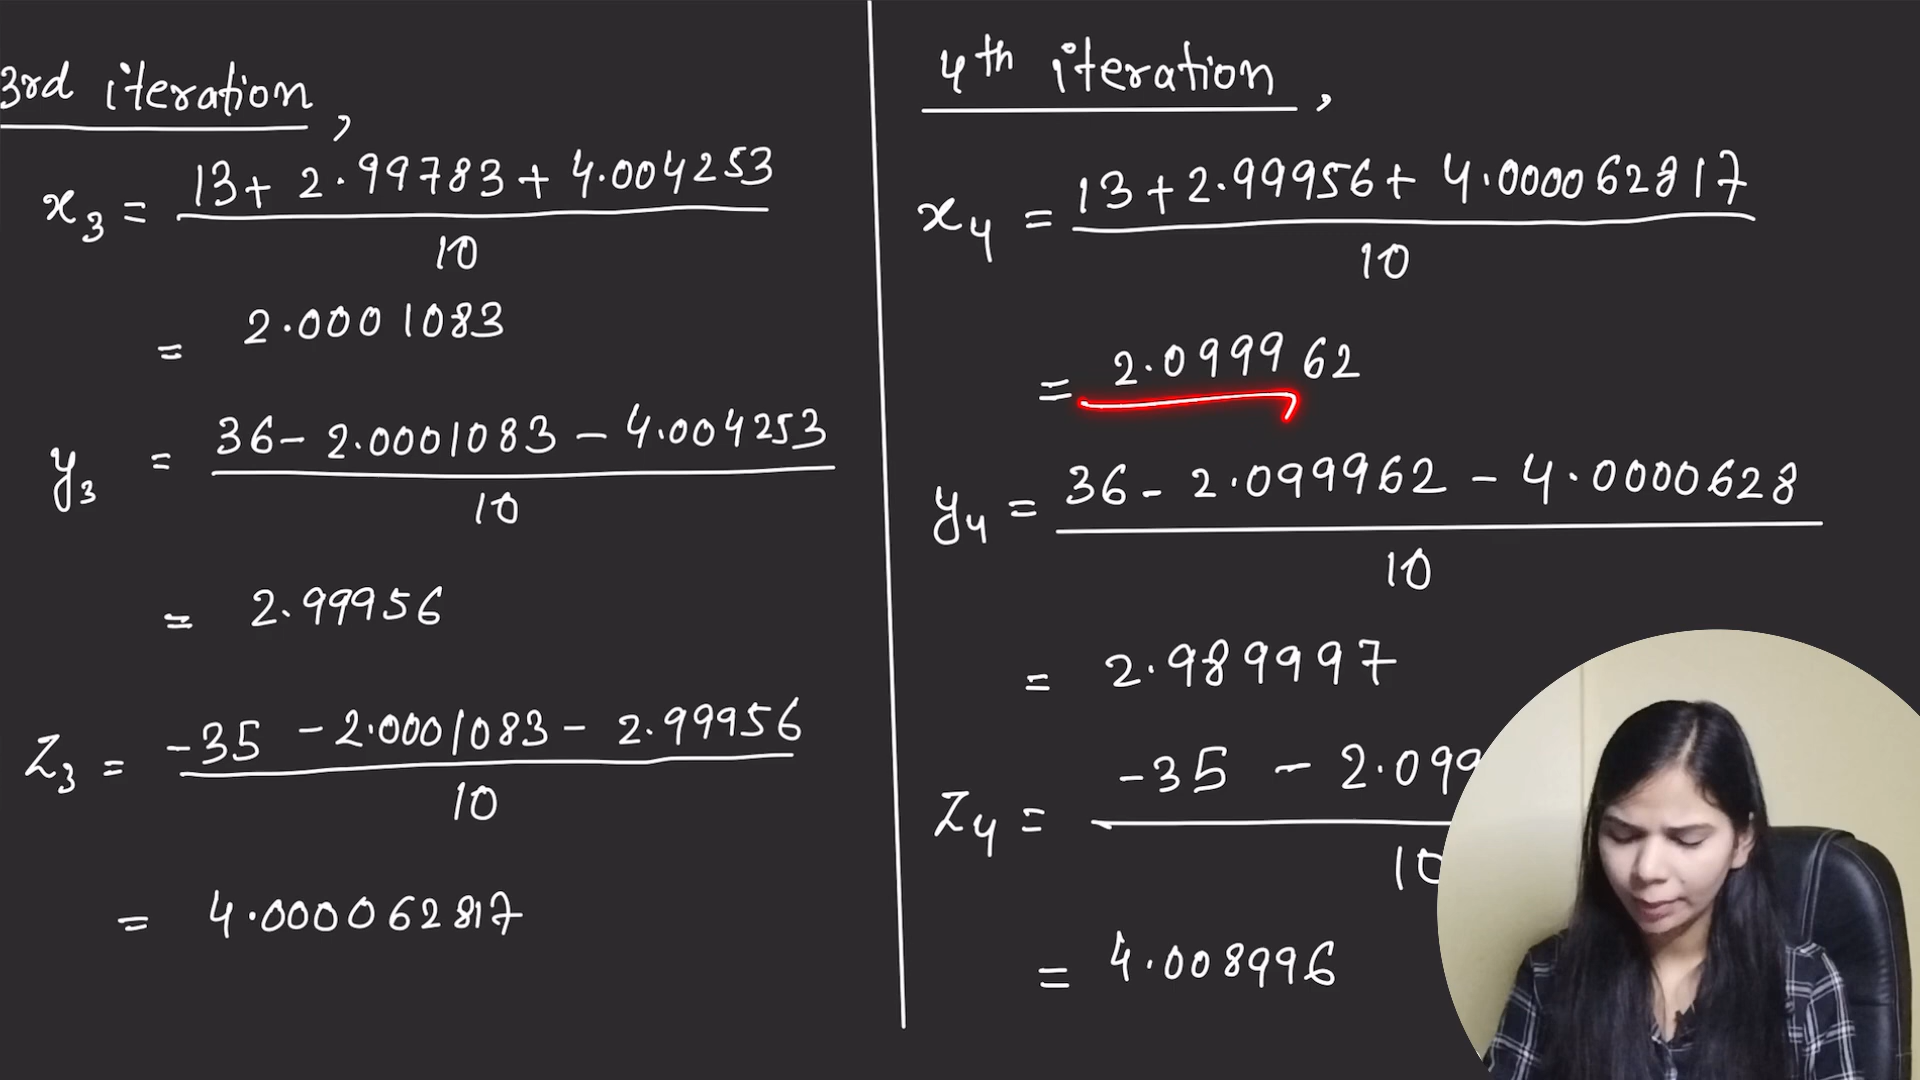 3rd iteration,
x3 = 13 + 2.99783 + 4.004253
10
= 2.0001083
y3 = 36 - 2.0001083 - 4.004253
10
= 2.99956
Z3 = -35 - 2.0001083 - 2.99956
10
= 4.000062817
4th iteration,
x4 = 13 + 2.99956 + 4.000062817
10
= 2.099962
y4 = 36 - 2.099962 - 4.0000628
10
= 2.989997
Z4 = -35 - 2.099
10
= 4.008996